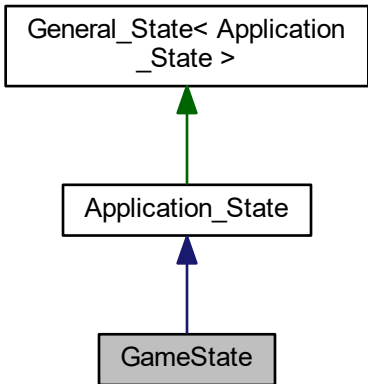 General_State< Application
_State >
Application_State
GameState